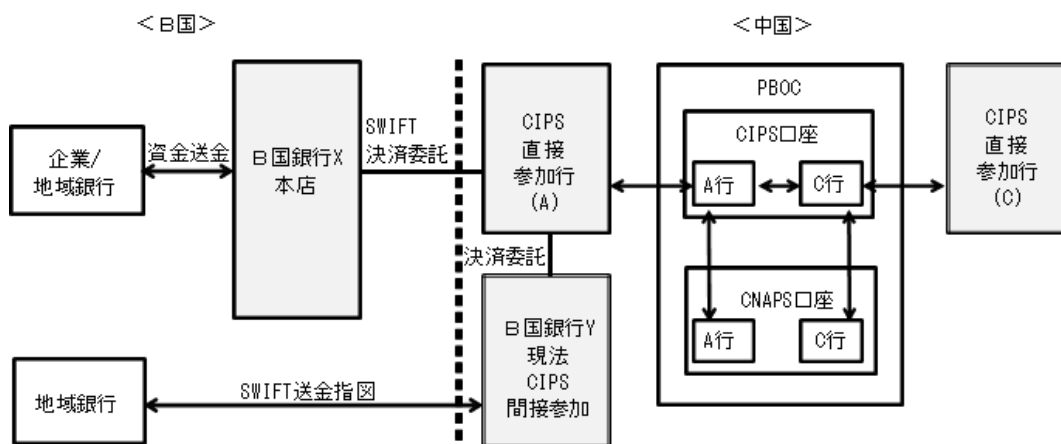 ＜Ｂ国＞
＜中国＞
企業/
地域銀行
資金送金
Ｂ国銀行X
本店
SWIFT
決済委託
CIPS
直接
参加行
(A)
PBOC
CIPS口座
A行
C行
CNAPS口座
A行
C行
CIPS
直接
参加行
(C)
決済委託
地域銀行
SWIFT送金指図
Ｂ国銀行Y
現法
CIPS
間接参加